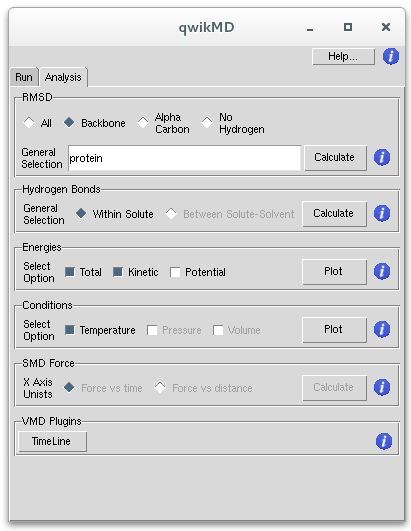 qwikMD
Help...
Run Analysis
RMSD
All Backbone Alpha Carbon No Hydrogen
General Selection protein Calculate
Hydrogen Bonds
General Selection Within Solute Between Solute-Solvent Calculate
Energies
Select Option Total Kinetic Potential Plot
Conditions
Select Option Temperature Pressure Volume Plot
SMD Force
X Axis Unists Force vs time Force vs distance Calculate
VMD Plugins
TimeLine